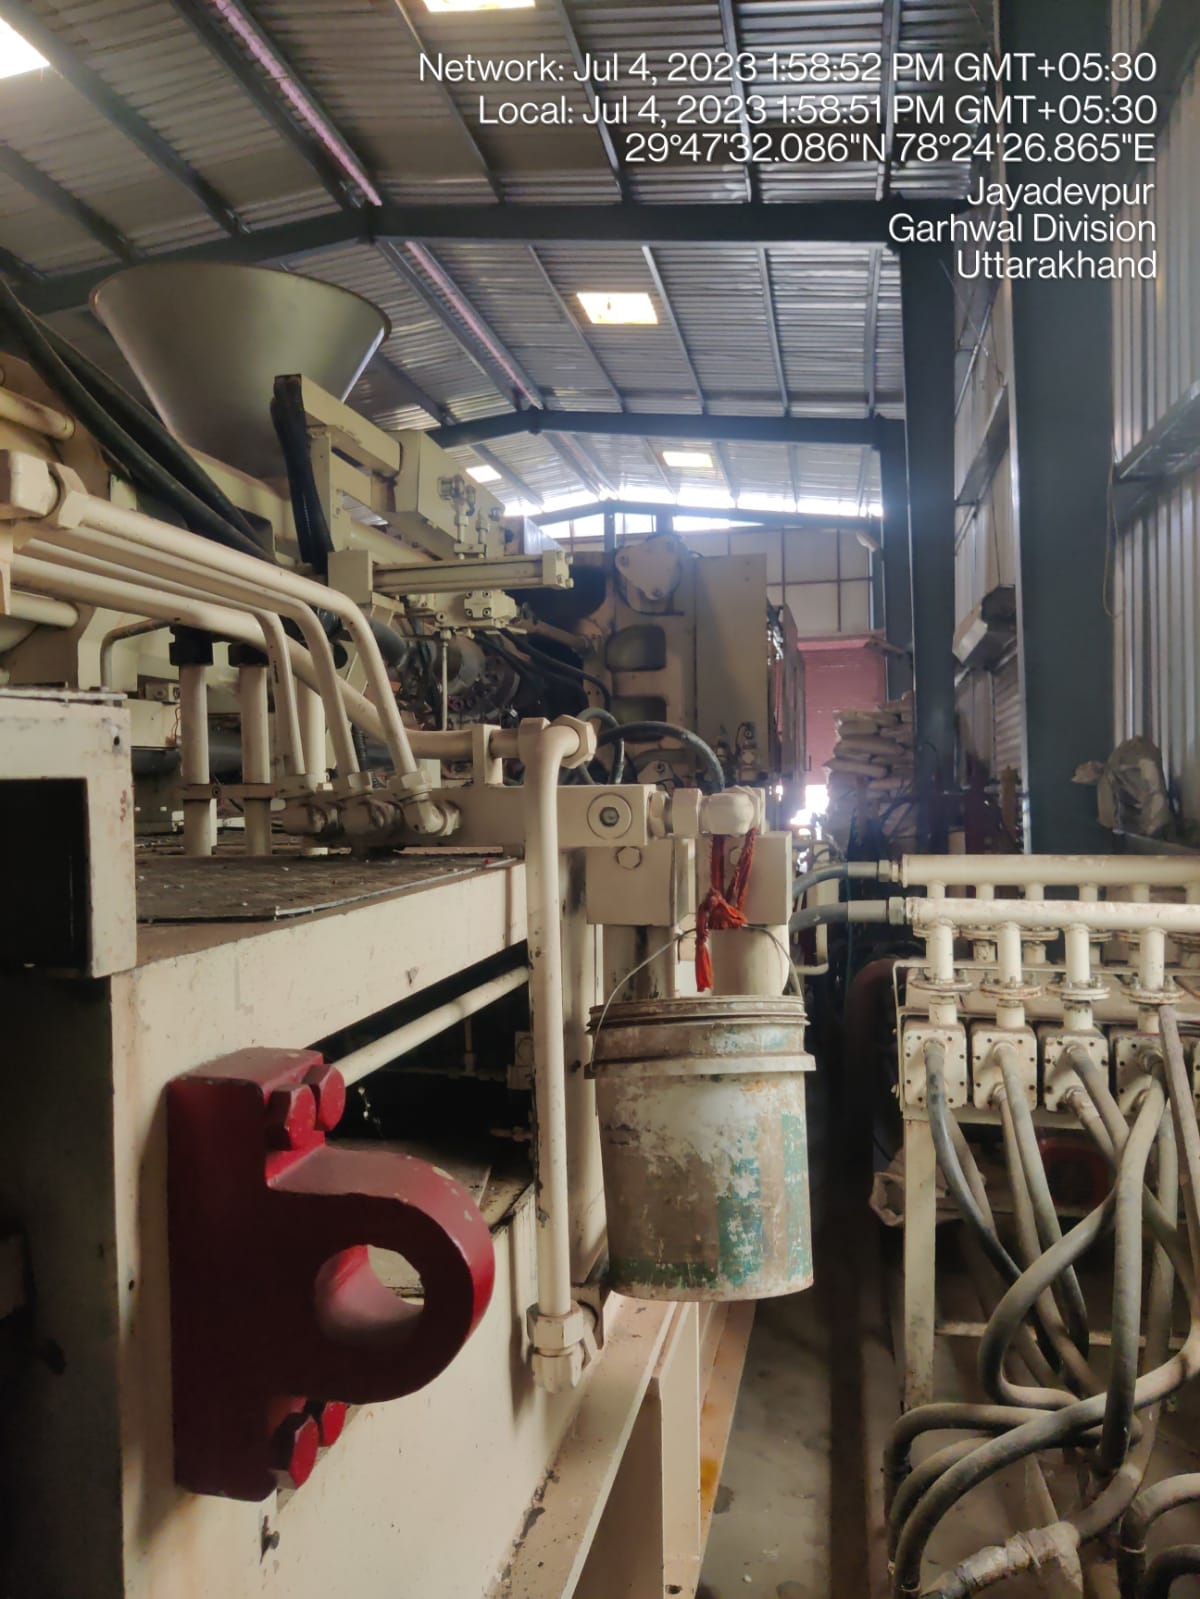 Network: Jul 4, 2023 1:58:52 PM GMT+05:30
Local: Jul 4, 2023 1:58:51 PM GMT+05:30
29°47'32.086"N 78°24'26.865"E
Jayadevpur
Garhwal Division
Uttarakhand